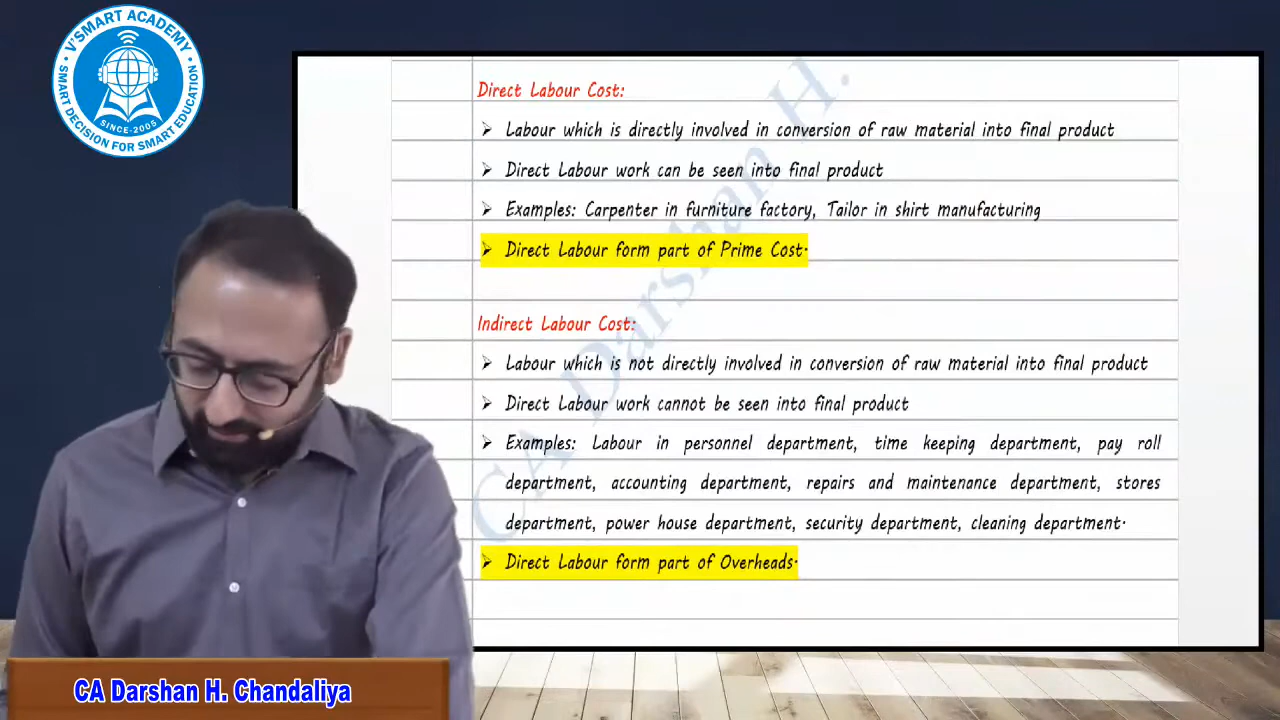 V'SMART ACADEMY
SMART DECISION FOR SMART EDUCATION
SINCE-2005
Direct Labour Cost:
➢ Labour which is directly involved in conversion of raw material into final product
➢ Direct Labour work can be seen into final product
➢ Examples: Carpenter in furniture factory, Tailor in shirt manufacturing
➢ Direct Labour form part of Prime Cost.
Indirect Labour Cost:
➢ Labour which is not directly involved in conversion of raw material into final product
➢ Direct Labour work cannot be seen into final product
➢ Examples: Labour in personnel department, time keeping department, pay roll
department, accounting department, repairs and maintenance department, stores
department, power house department, security department, cleaning department.
➢ Direct Labour form part of Overheads.
CA Darshan H.
CA Darshan H. Chandaliya